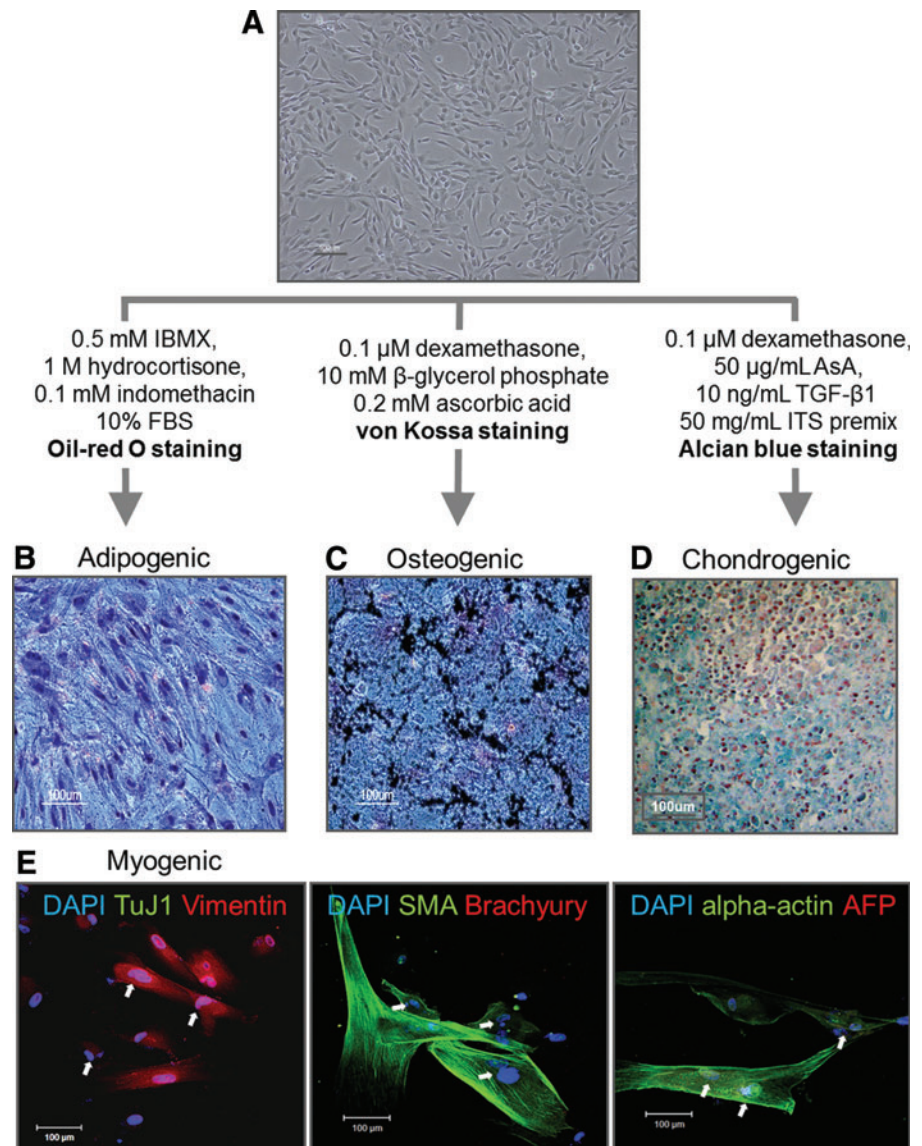 A
0.5 mM IBMX,
1 M hydrocortisone,
0.1 mM indomethacin
10% FBS
Oil-red O staining
0.1 μM dexamethasone,
10 mM β-glycerol phosphate
0.2 mM ascorbic acid
von Kossa staining
0.1 μM dexamethasone,
50 μg/mL AsA,
10 ng/mL TGF-β1
50 mg/mL ITS premix
Alcian blue staining
B Adipogenic
C Osteogenic
D Chondrogenic
100um
100um
100um
E Myogenic
DAPI TuJ1 Vimentin
DAPI SMA Brachyury
DAPI alpha-actin AFP
100 μm
100 μm
100 μm